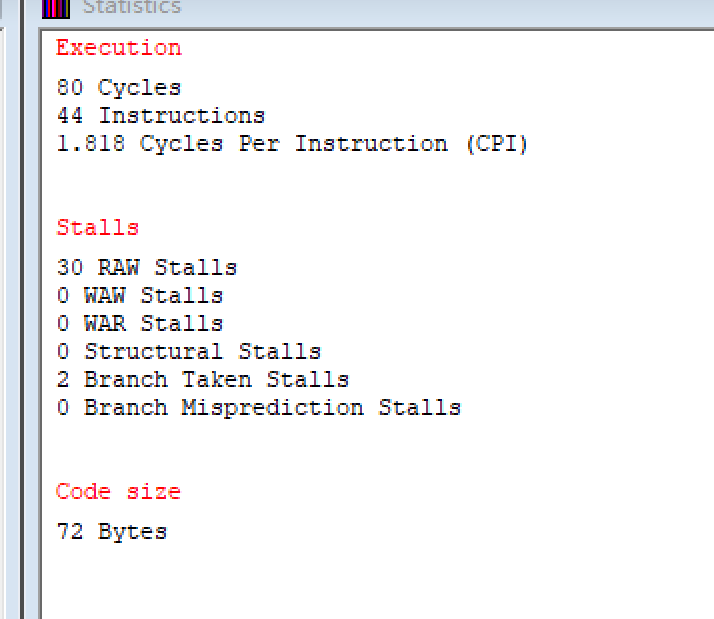 Statistics
Execution
80 Cycles
44 Instructions
1.818 Cycles Per Instruction (CPI)
Stalls
30 RAW Stalls
0 WAW Stalls
0 WAR Stalls
0 Structural Stalls
2 Branch Taken Stalls
0 Branch Misprediction Stalls
Code size
72 Bytes